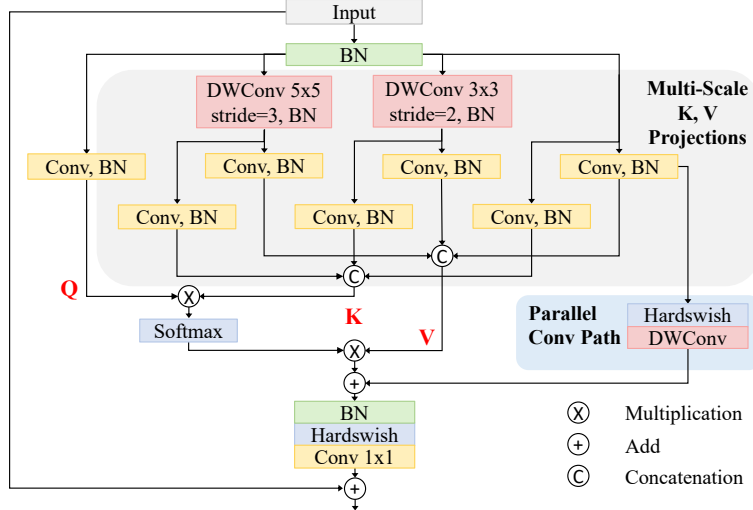 Input
BN
DWConv 5x5
stride=3, BN
DWConv 3x3
stride=2, BN
Multi-Scale
K, V
Projections
Conv, BN
Conv, BN
Conv, BN
Conv, BN
Conv, BN
Conv, BN
Conv, BN
C
C
Q
X
K
V
Softmax
X
Parallel
Conv Path
Hardswish
DWConv
+
BN
Hardswish
Conv 1x1
+
X Multiplication
+ Add
C Concatenation